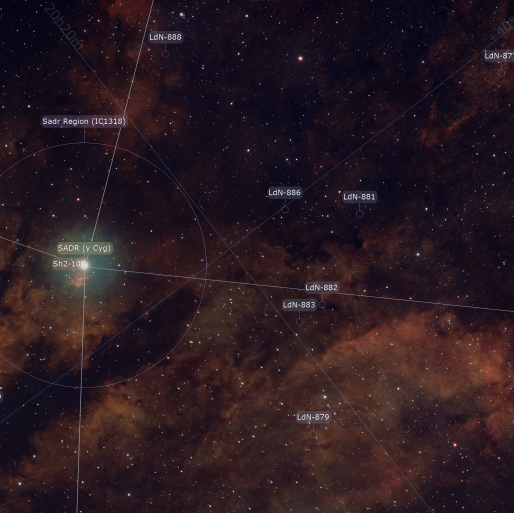 20h20m
LdN-888
LdN-87
Sadr Region (IC1318)
LdN-886
LdN-881
SADR (γ Cyg)
Sh2-108
LdN-882
LdN-883
LdN-879